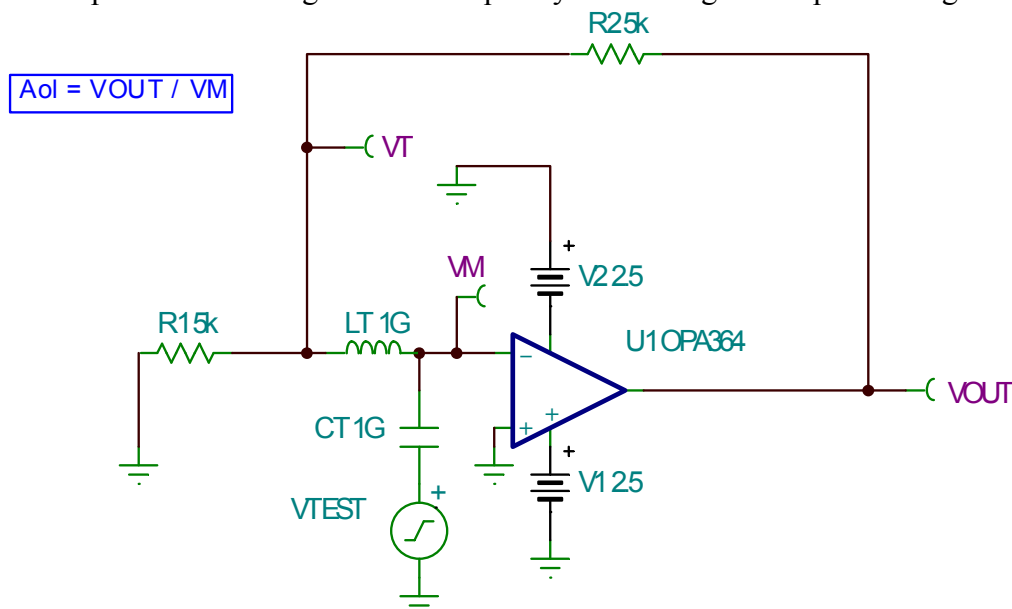 R2 5k
Aol = VOUT / VM
VT
+
VM
V2 2.5
R1 5k
LT 1G
U1 OPA364
−
+
VOUT
CT 1G
+
+
V1 2.5
VTEST
+